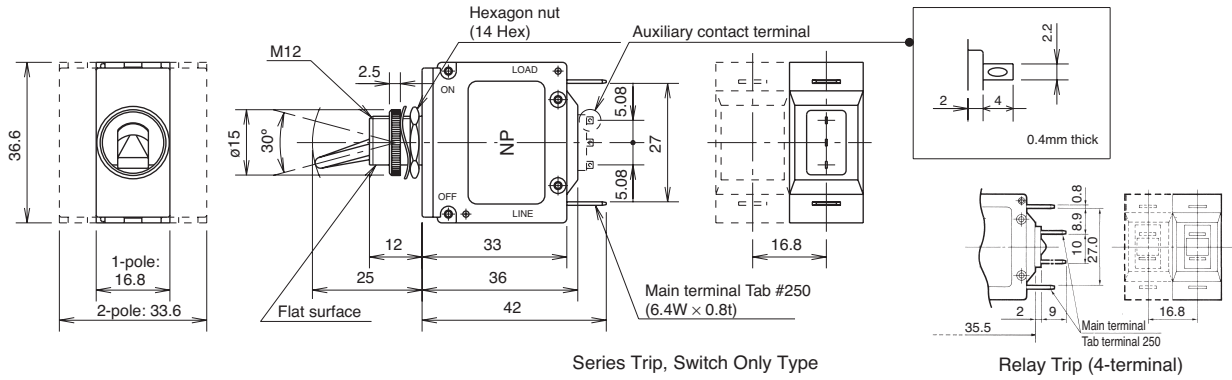 36.6
1-pole:
16.8
2-pole: 33.6
M12
2.5
Hexagon nut
(14 Hex)
ø15
30°
ON
OFF
LOAD
LINE
NP
12
25
Flat surface
33
36
42
Auxiliary contact terminal
5.08
5.08
27
Main terminal Tab #250
(6.4W × 0.8t)
16.8
Series Trip, Switch Only Type
2.2
2
4
0.4mm thick
0.8
8.9
10
27.0
2
9
35.5
Main terminal
Tab terminal 250
16.8
Relay Trip (4-terminal)